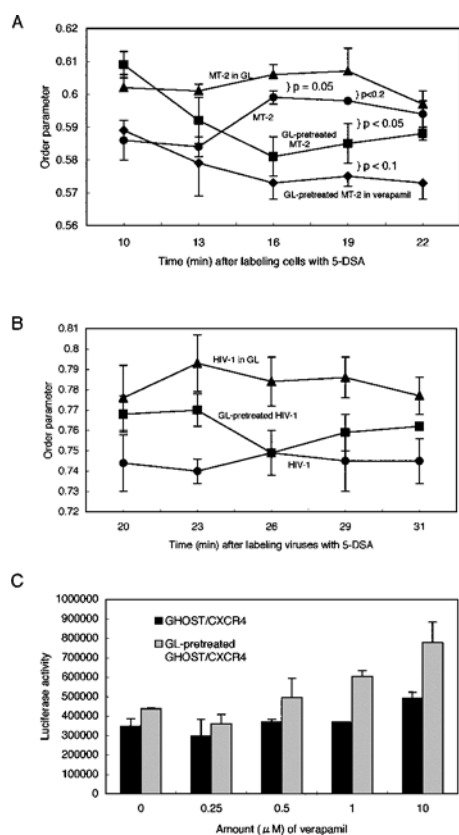 A
0.62
0.61
0.6
0.59
0.58
0.57
0.56
Order parameter
MT-2 in GL
} p = 0.05
} p<0.2
MT-2
GL-pretreated
MT-2
} p < 0.05
} p < 0.1
GL-pretreated MT-2 in verapamil
10 13 16 19 22
Time (min) after labeling cells with 5-DSA
B
0.81
0.8
0.79
0.78
0.77
0.76
0.75
0.74
0.73
0.72
Order parameter
HIV-1 in GL
GL-pretreated HIV-1
HIV-1
20 23 26 29 31
Time (min) after labeling viruses with 5-DSA
C
1000000
900000
800000
700000
600000
500000
400000
300000
200000
100000
0
Luciferase activity
GHOST/CXCR4
GL-pretreated
GHOST/CXCR4
0 0.25 0.5 1 10
Amount (μM) of verapamil